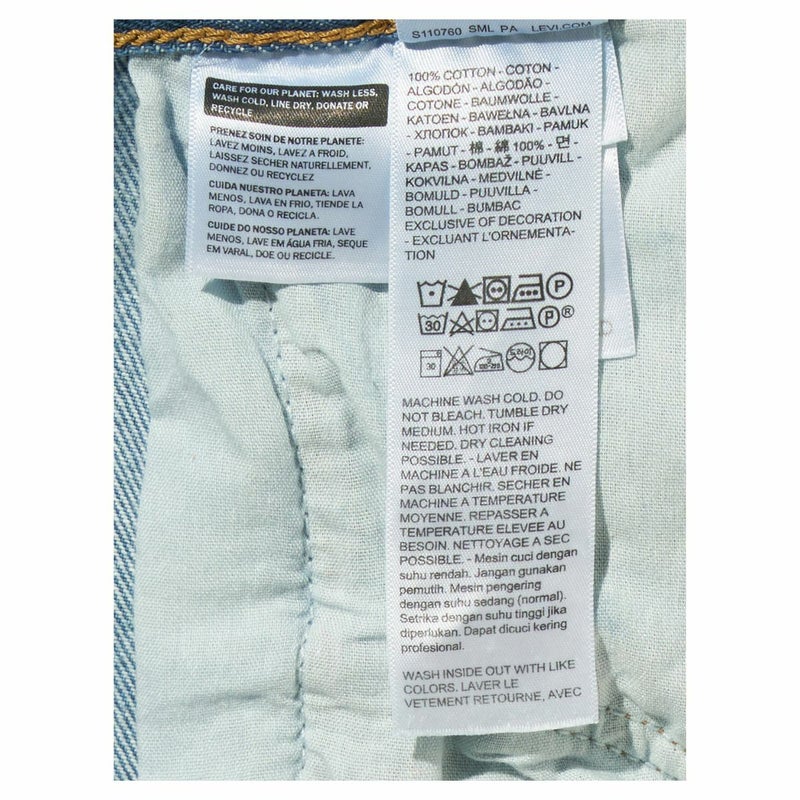 S110760 SML PA LEVI.COM
CARE FOR OUR PLANET: WASH LESS,
WASH COLD, LINE DRY, DONATE OR
RECYCLE
PRENEZ SOIN DE NOTRE PLANETE:
LAVEZ MOINS, LAVEZ A FROID,
LAISSEZ SECHER NATURELLEMENT,
DONNEZ OU RECYCLEZ
CUIDA NUESTRO PLANETA: LAVA
MENOS, LAVA EN FRIO, TIENDE LA
ROPA, DONA O RECICLA.
CUIDE DO NOSSO PLANETA: LAVE
MENOS, LAVE EM ÁGUA FRIA, SEQUE
EM VARAL, DOE OU RECICLE.
100% COTTON - COTON -
ALGODÓN - ALGODÃO -
COTONE - BAUMWOLLE -
KATOEN - BAWEŁNA - BAVLNA
- ХЛОПОК - BAMBAKI - PAMUK
- PAMUT - 棉 - 綿 100% - 면 -
KAPAS - BOMBAŽ - PUUVILL -
KOKVILNA - MEDVILNĖ -
BOMULD - PUUVILLA -
BOMULL - BUMBAC
EXCLUSIVE OF DECORATION
- EXCLUANT L'ORNEMENTA-
TION
P
30 P ®
30 드라이
MACHINE WASH COLD. DO
NOT BLEACH. TUMBLE DRY
MEDIUM. HOT IRON IF
NEEDED. DRY CLEANING
POSSIBLE. - LAVER EN
MACHINE A L'EAU FROIDE. NE
PAS BLANCHIR. SECHER EN
MACHINE A TEMPERATURE
MOYENNE. REPASSER A
TEMPERATURE ELEVEE AU
BESOIN. NETTOYAGE A SEC
POSSIBLE. - Mesin cuci dengan
suhu rendah. Jangan gunakan
pemutih. Mesin pengering
dengan suhu sedang (normal).
Setrika dengan suhu tinggi jika
diperlukan. Dapat dicuci kering
profesional.
WASH INSIDE OUT WITH LIKE
COLORS. LAVER LE
VETEMENT RETOURNE, AVEC